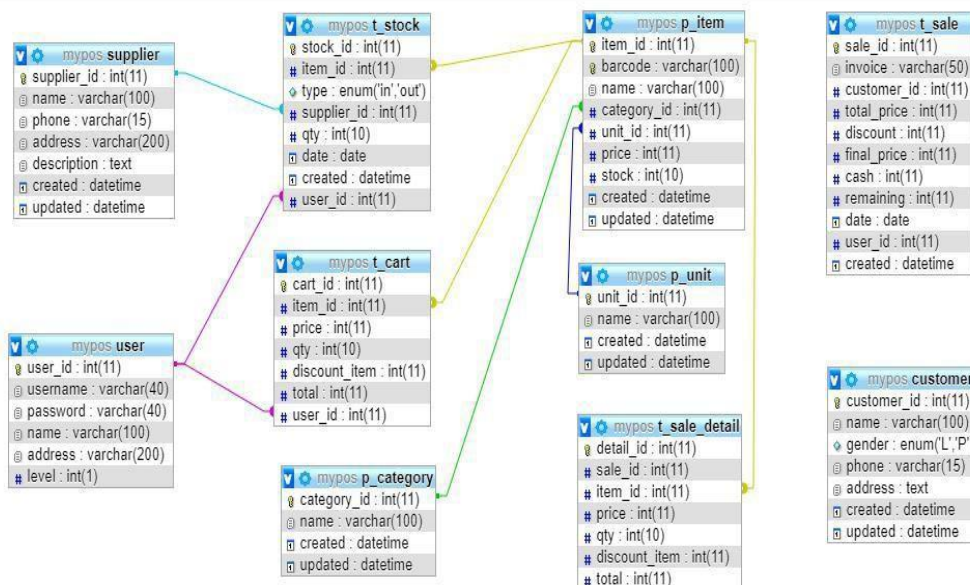 mypos supplier
supplier_id : int(11)
name : varchar(100)
phone : varchar(15)
address : varchar(200)
description : text
created : datetime
updated : datetime
mypos user
user_id : int(11)
username : varchar(40)
password : varchar(40)
name : varchar(100)
address : varchar(200)
level : int(1)
mypos t_stock
stock_id : int(11)
item_id : int(11)
type : enum('in','out')
supplier_id : int(11)
qty : int(10)
date : date
created : datetime
user_id : int(11)
mypos t_cart
cart_id : int(11)
item_id : int(11)
price : int(11)
qty : int(10)
discount_item : int(11)
total : int(11)
user_id : int(11)
mypos p_category
category_id : int(11)
name : varchar(100)
created : datetime
updated : datetime
mypos p_item
item_id : int(11)
barcode : varchar(100)
name : varchar(100)
category_id : int(11)
unit_id : int(11)
price : int(11)
stock : int(10)
created : datetime
updated : datetime
mypos p_unit
unit_id : int(11)
name : varchar(100)
created : datetime
updated : datetime
mypos t_sale_detail
detail_id : int(11)
sale_id : int(11)
item_id : int(11)
price : int(11)
qty : int(10)
discount_item : int(11)
total : int(11)
mypos t_sale
sale_id : int(11)
invoice : varchar(50)
customer_id : int(11)
total_price : int(11)
discount : int(11)
final_price : int(11)
cash : int(11)
remaining : int(11)
date : date
user_id : int(11)
created : datetime
mypos customer
customer_id : int(11)
name : varchar(100)
gender : enum('L','P'
phone : varchar(15)
address : text
created : datetime
updated : datetime